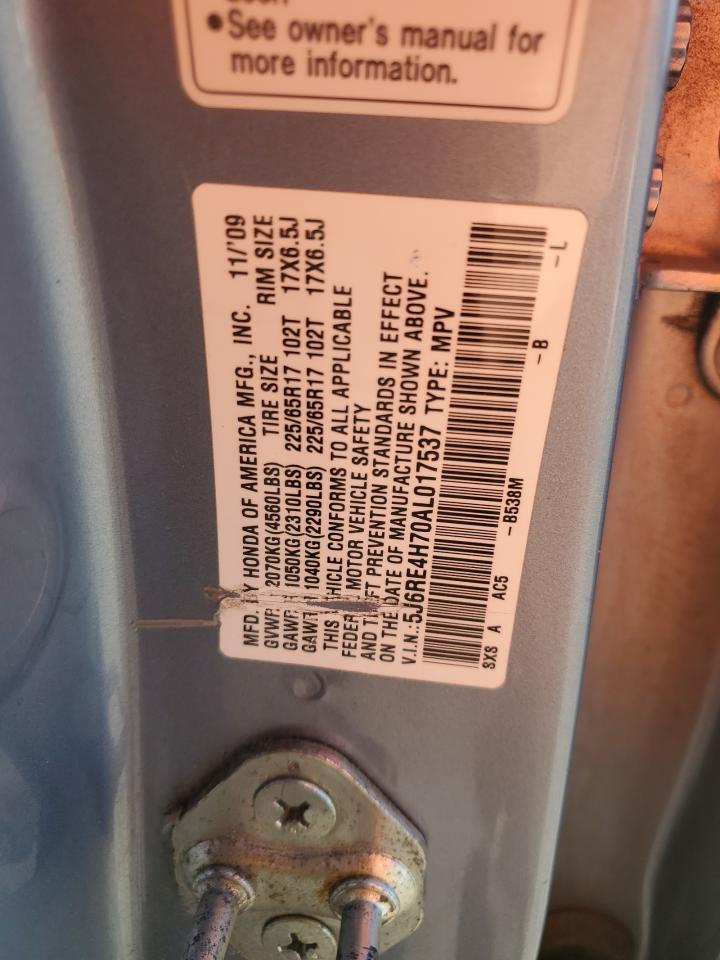 • See owner's manual for
more information.
MFD. BY HONDA OF AMERICA MFG., INC. 11/'09
GVWR 2070KG(4560LBS) TIRE SIZE RIM SIZE
GAWR 1050KG(2310LBS) 225/65R17 102T 17X6.5J
GAWR 1040KG(2290LBS) 225/65R17 102T 17X6.5J
THIS VEHICLE CONFORMS TO ALL APPLICABLE
FEDERAL MOTOR VEHICLE SAFETY
AND THEFT PREVENTION STANDARDS IN EFFECT
ON THE DATE OF MANUFACTURE SHOWN ABOVE.
V.I.N.: 5J6RE4H70AL017537 TYPE: MPV
SXS A AC5 -B538M -B -L